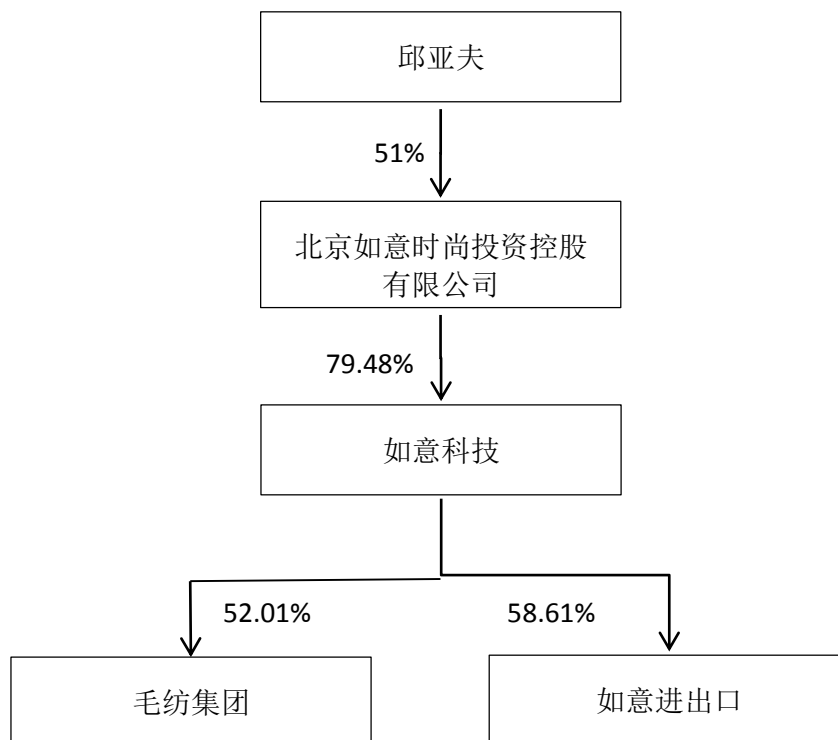 邱亚夫
51%
北京如意时尚投资控股
有限公司
79.48%
如意科技
52.01%
58.61%
毛纺集团
如意进出口